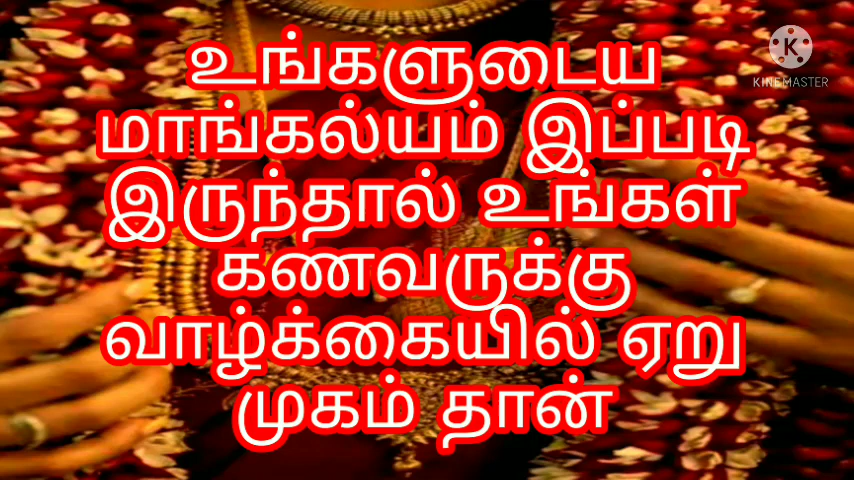 உங்களுடைய
மாங்கல்யம் இப்படி
இருந்தால் உங்கள்
கணவருக்கு
வாழ்க்கையில் ஏறு
முகம் தான்
K
KINEMASTER